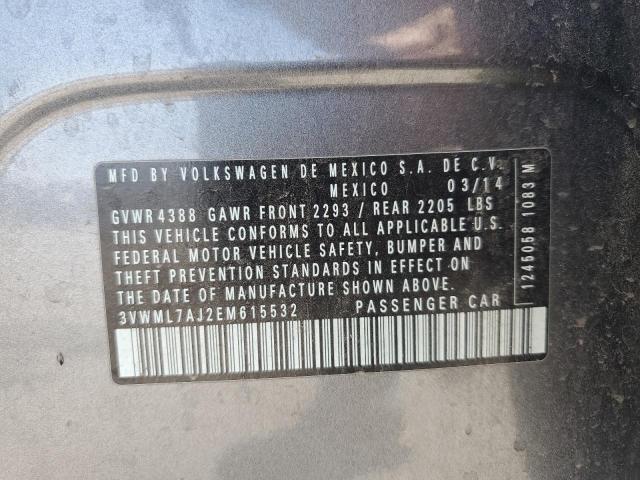 MFD BY VOLKSWAGEN DE MEXICO S.A. DE C.V.
MEXICO 03/14
GVWR 4388 GAWR FRONT 2293 / REAR 2205 LBS
THIS VEHICLE CONFORMS TO ALL APPLICABLE U.S.
FEDERAL MOTOR VEHICLE SAFETY, BUMPER AND
THEFT PREVENTION STANDARDS IN EFFECT ON
THE DATE OF MANUFACTURE SHOWN ABOVE.
3VWML7AJ2EM615532 PASSENGER CAR
1245058 1083 M